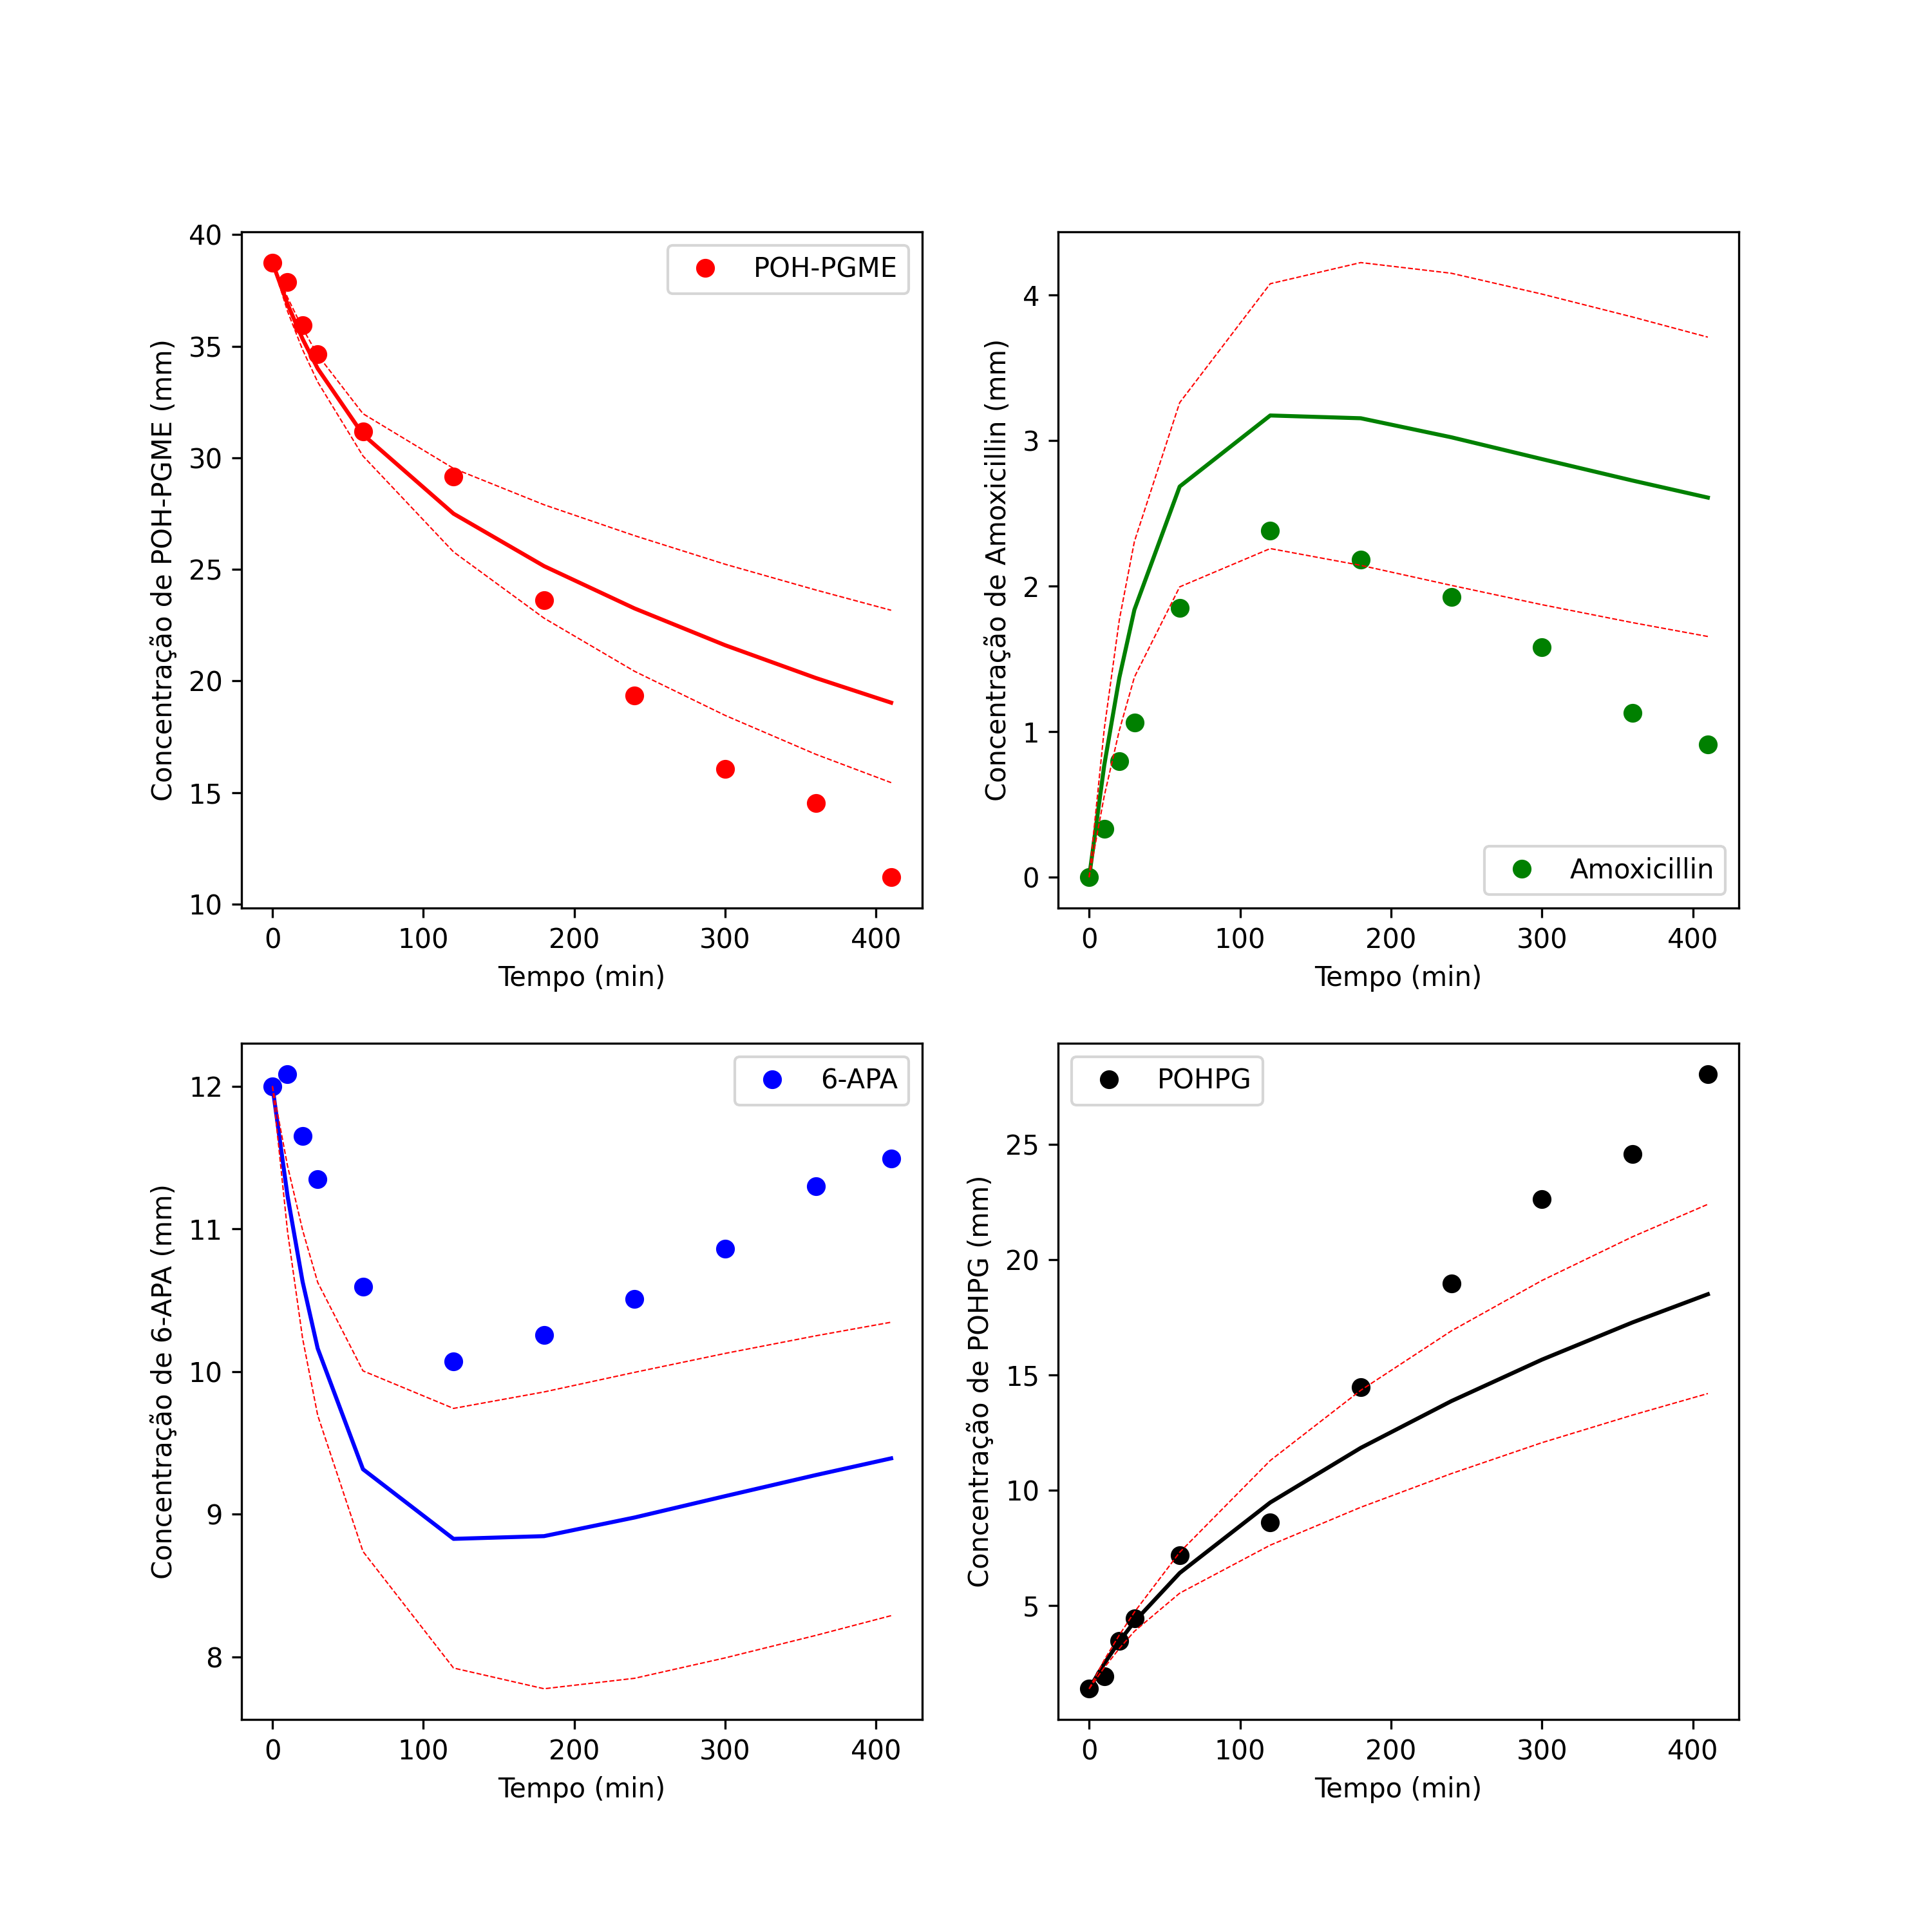 40
35
30
25
20
15
10
Concentração de POH-PGME (mm)
POH-PGME
0 100 200 300 400
Tempo (min)
4
3
2
1
0
Concentração de Amoxicillin (mm)
Amoxicillin
0 100 200 300 400
Tempo (min)
12
11
10
9
8
Concentração de 6-APA (mm)
6-APA
0 100 200 300 400
Tempo (min)
25
20
15
10
5
Concentração de POHPG (mm)
POHPG
0 100 200 300 400
Tempo (min)